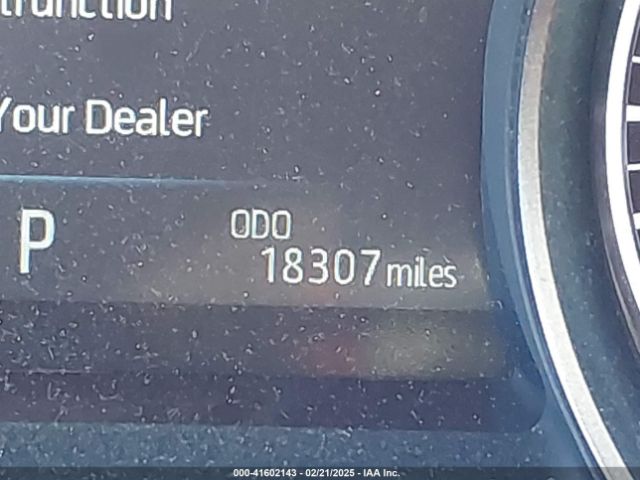 Your Dealer
P
ODO
18307 miles
000-41602143 - 02/21/2025 - IAA Inc.